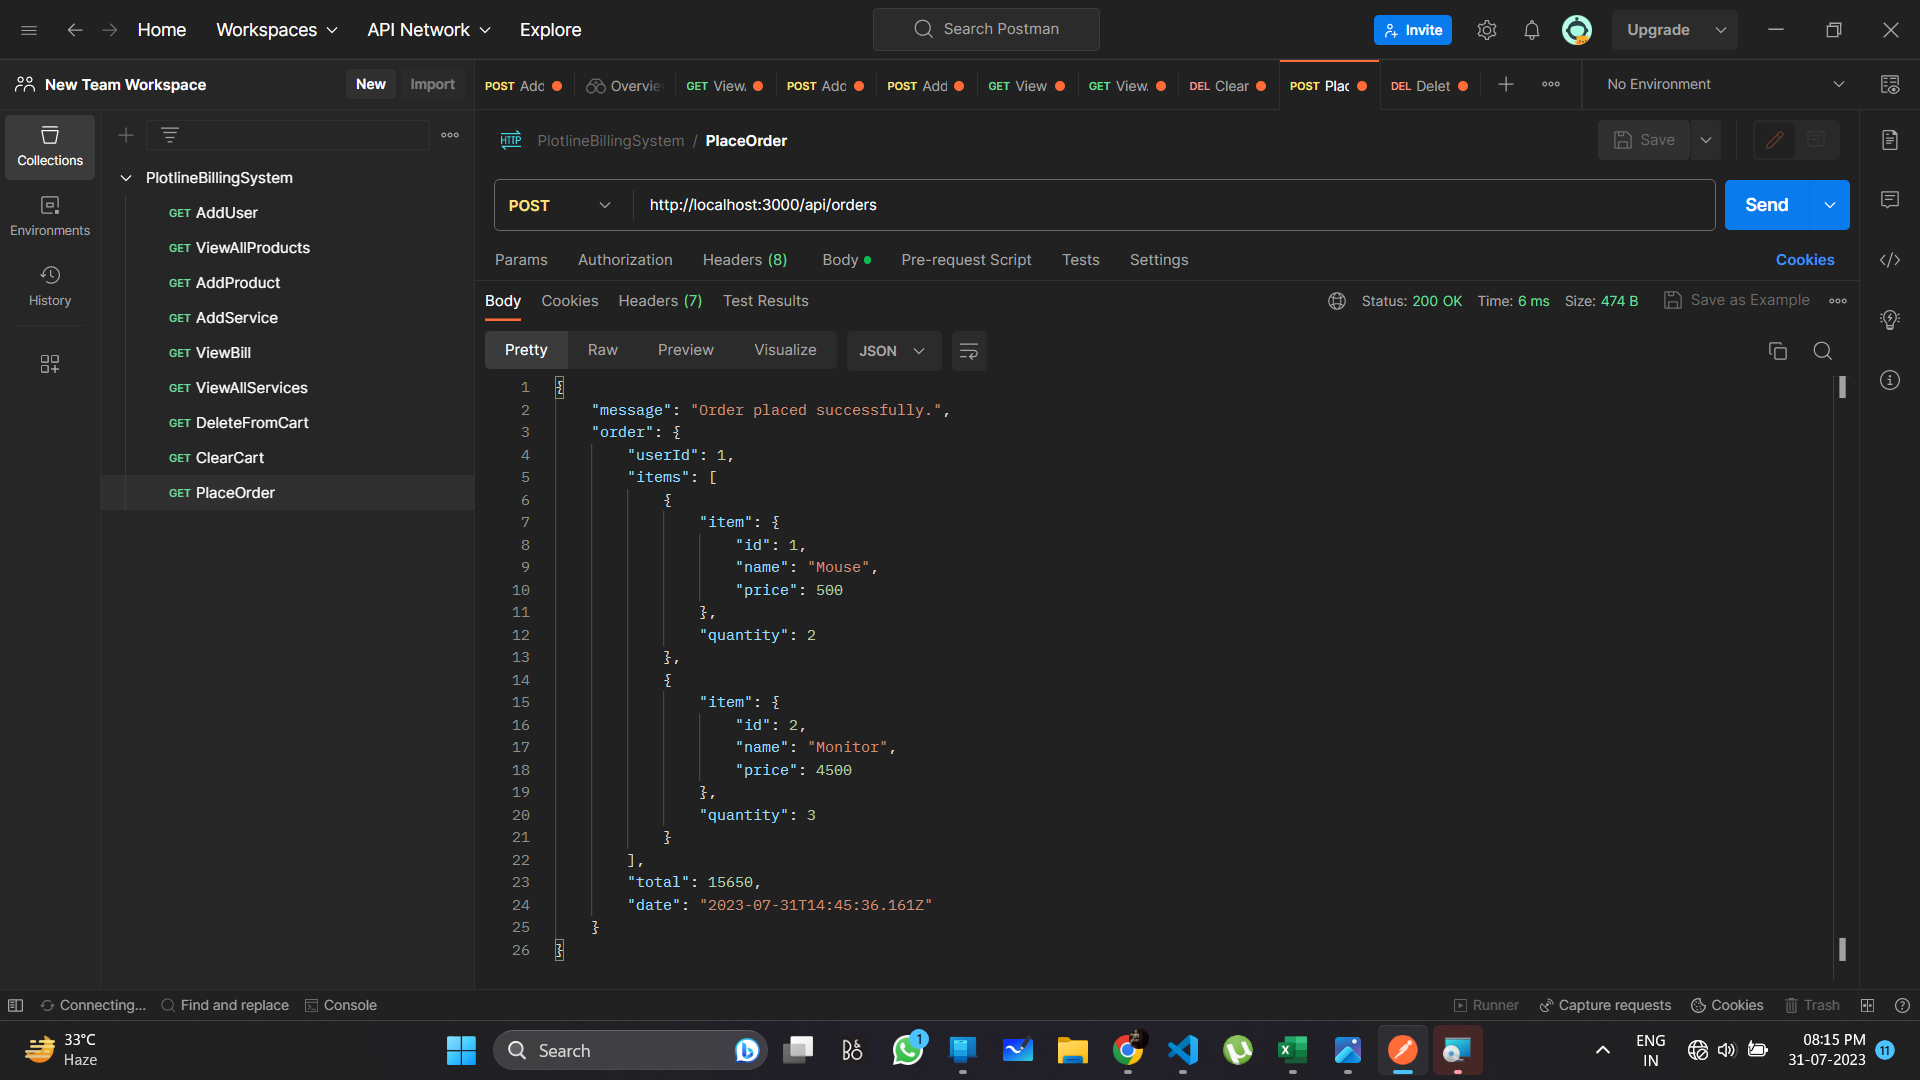 Home
Workspaces
API Network
Explore
Search Postman
Invite
Upgrade
New Team Workspace
New
Import
POST Add
Overvie
GET View
POST Add
POST Add
GET View
GET View
DEL Clear
POST Plac
DEL Delet
No Environment
Collections
Environments
History
PlotlineBillingSystem
GET AddUser
GET ViewAllProducts
GET AddProduct
GET AddService
GET ViewBill
GET ViewAllServices
GET DeleteFromCart
GET ClearCart
GET PlaceOrder
HTTP PlotlineBillingSystem / PlaceOrder
Save
POST http://localhost:3000/api/orders
Send
Params Authorization Headers (8) Body Pre-request Script Tests Settings Cookies
Body Cookies Headers (7) Test Results Status: 200 OK Time: 6 ms Size: 474 B Save as Example
Pretty Raw Preview Visualize JSON
1 {
2 "message": "Order placed successfully.",
3 "order": {
4 "userId": 1,
5 "items": [
6 {
7 "item": {
8 "id": 1,
9 "name": "Mouse",
10 "price": 500
11 },
12 "quantity": 2
13 },
14 {
15 "item": {
16 "id": 2,
17 "name": "Monitor",
18 "price": 4500
19 },
20 "quantity": 3
21 }
22 ],
23 "total": 15650,
24 "date": "2023-07-31T14:45:36.161Z"
25 }
26 }
Connecting... Find and replace Console Runner Capture requests Cookies Trash
33°C
Haze
Search
1
ENG
IN
08:15 PM
31-07-2023
11